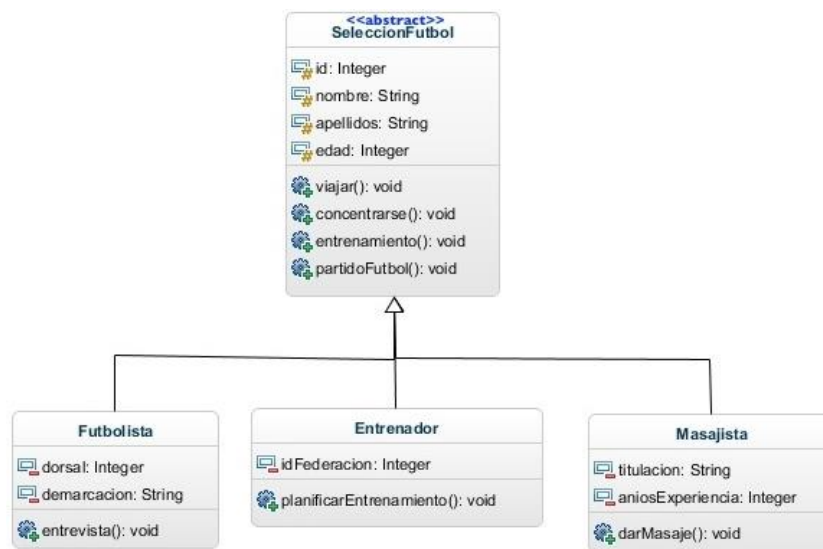 <<abstract>>
SeleccionFutbol
id: Integer
nombre: String
apellidos: String
edad: Integer
viajar(): void
concentrarse(): void
entrenamiento(): void
partidoFutbol(): void
Futbolista
dorsal: Integer
demarcacion: String
entrevista(): void
Entrenador
idFederacion: Integer
planificarEntrenamiento(): void
Masajista
titulacion: String
aniosExperiencia: Integer
darMasaje(): void